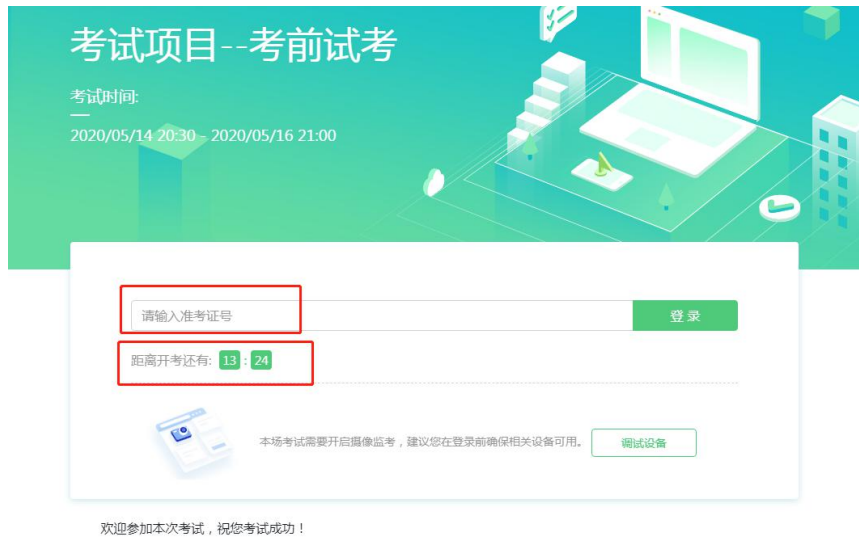 考试项目--考前试考
考试时间:
2020/05/14 20:30 - 2020/05/16 21:00
请输入准考证号
登 录
距离开考还有: 13 : 24
本场考试需要开启摄像监考，建议您在登录前确保相关设备可用。
调试设备
欢迎参加本次考试，祝您考试成功！